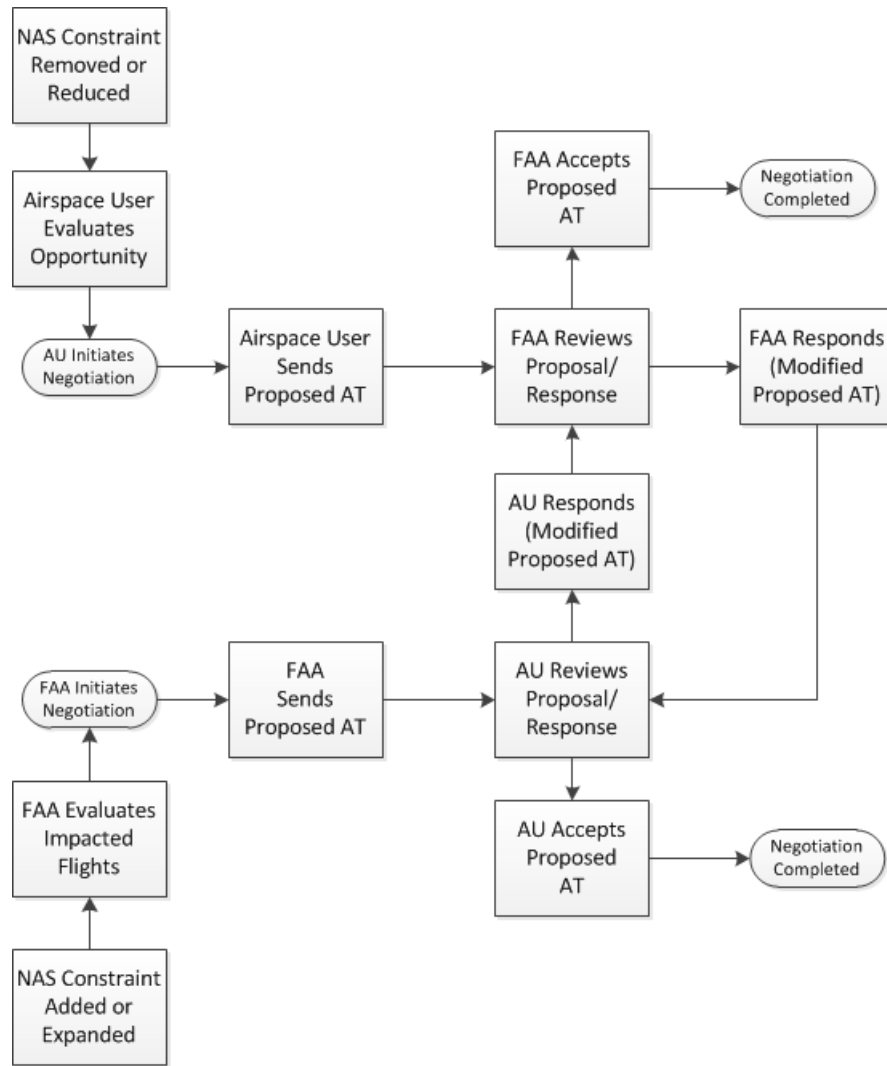 NAS Constraint
Removed or
Reduced
Airspace User
Evaluates
Opportunity
AU Initiates
Negotiation
Airspace User
Sends
Proposed AT
FAA Accepts
Proposed
AT
Negotiation
Completed
FAA Reviews
Proposal/
Response
FAA Responds
(Modified
Proposed AT)
AU Responds
(Modified
Proposed AT)
FAA Initiates
Negotiation
FAA
Sends
Proposed AT
AU Reviews
Proposal/
Response
FAA Evaluates
Impacted
Flights
AU Accepts
Proposed
AT
Negotiation
Completed
NAS Constraint
Added or
Expanded